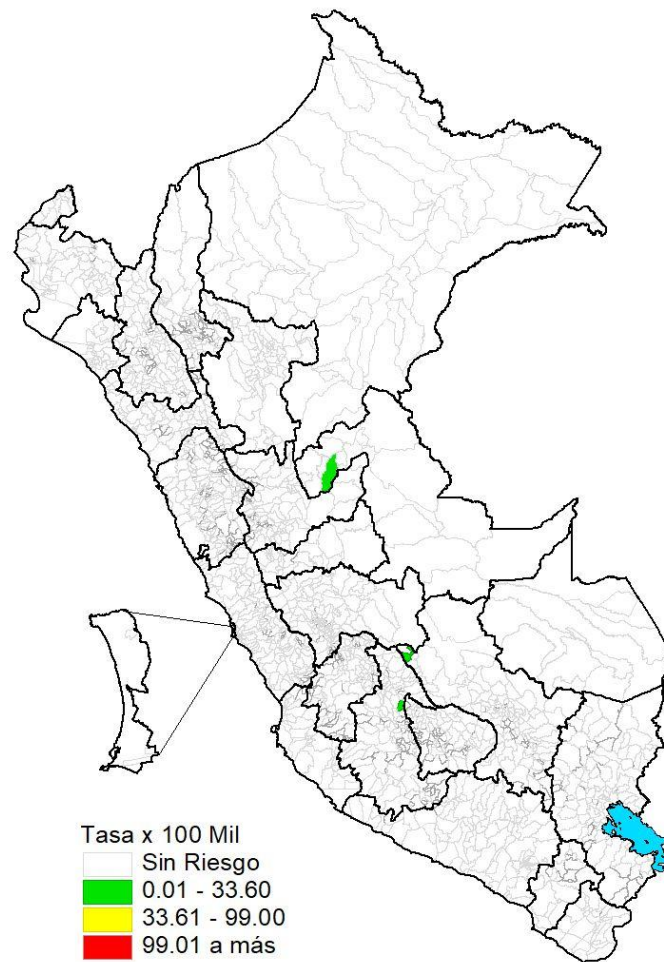 Tasa x 100 Mil
Sin Riesgo
0.01 - 33.60
33.61 - 99.00
99.01 a más